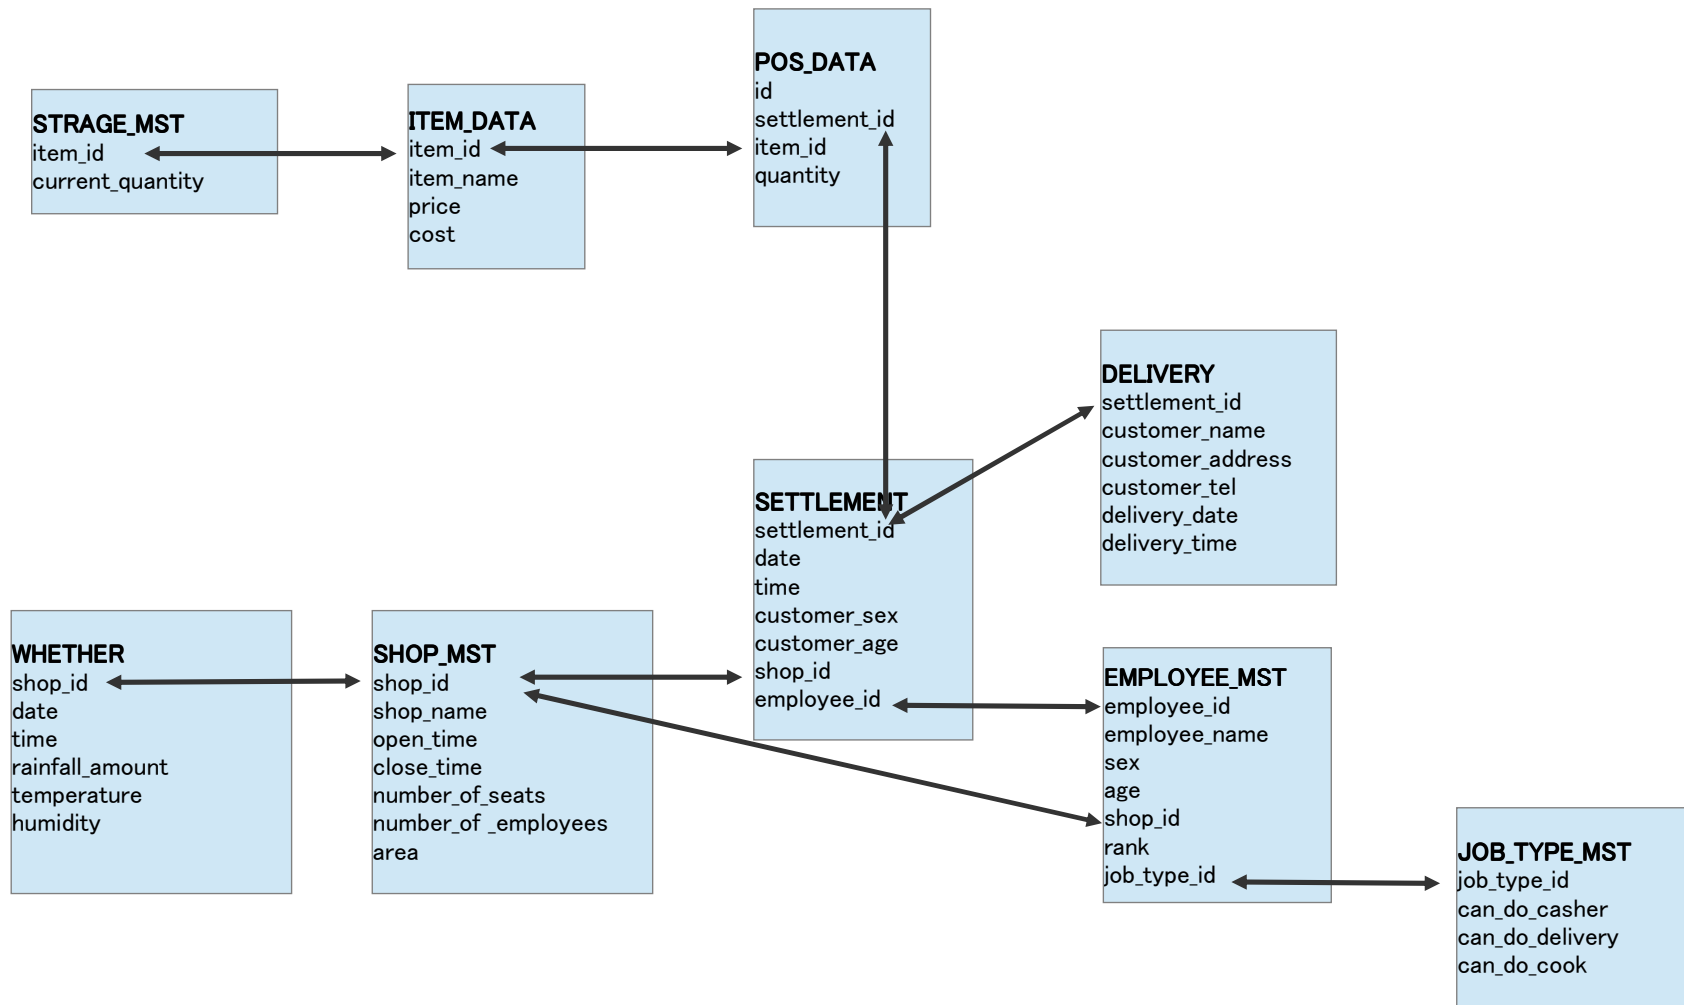 STRAGE_MST
item_id
current_quantity
ITEM_DATA
item_id
item_name
price
cost
POS_DATA
id
settlement_id
item_id
quantity
DELIVERY
settlement_id
customer_name
customer_address
customer_tel
delivery_date
delivery_time
SETTLEMENT
settlement_id
date
time
customer_sex
customer_age
shop_id
employee_id
WHETHER
shop_id
date
time
rainfall_amount
temperature
humidity
SHOP_MST
shop_id
shop_name
open_time
close_time
number_of_seats
number_of _employees
area
EMPLOYEE_MST
employee_id
employee_name
sex
age
shop_id
rank
job_type_id
JOB_TYPE_MST
job_type_id
can_do_casher
can_do_delivery
can_do_cook